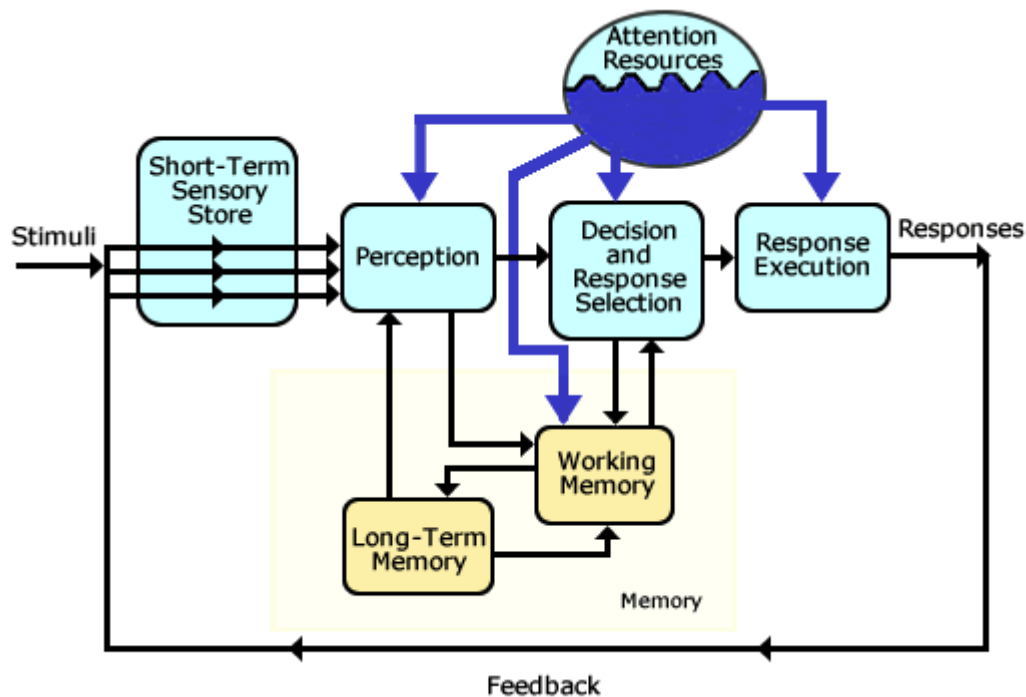 Attention
Resources
Short-Term
Sensory
Store
Stimuli
Perception
Decision
and
Response
Selection
Response
Execution
Responses
Working
Memory
Long-Term
Memory
Memory
Feedback